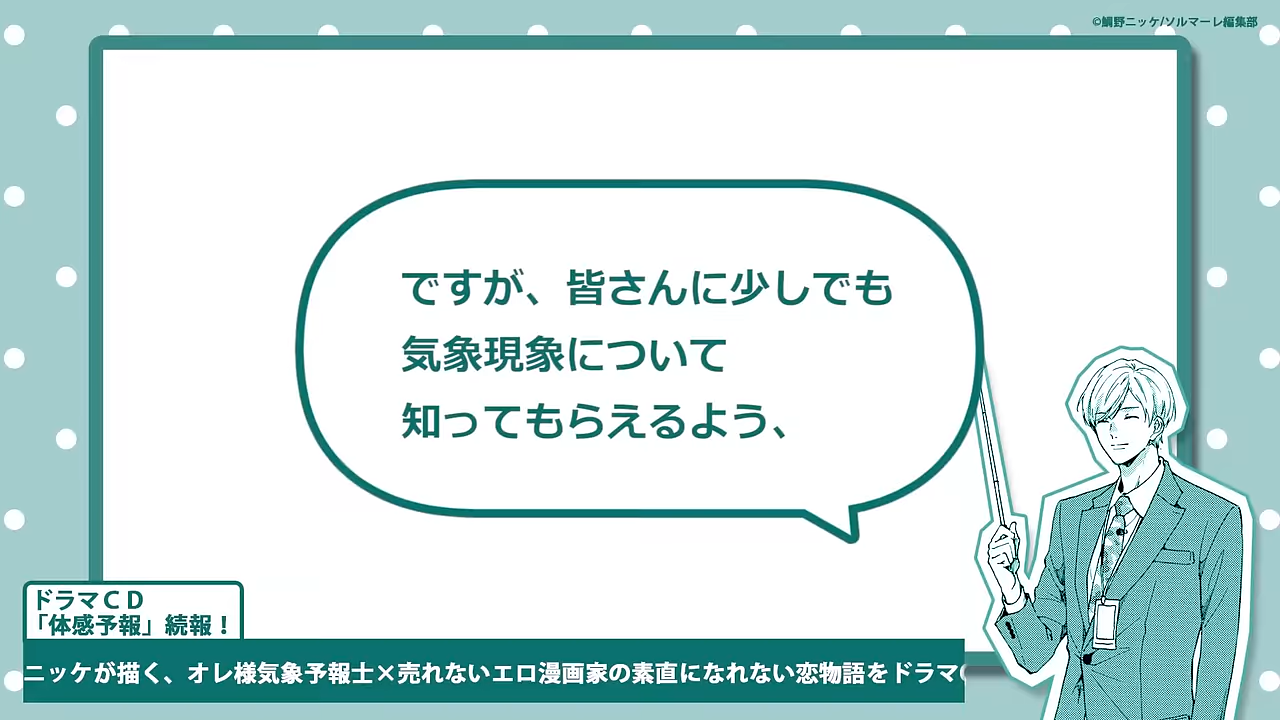 ©鯛野ニッケ/ソルマーレ編集部
ですが、皆さんに少しでも
気象現象について
知ってもらえるよう、
ドラマＣＤ
「体感予報」続報！
ニッケが描く、オレ様気象予報士×売れないエロ漫画家の素直になれない恋物語をドラマ